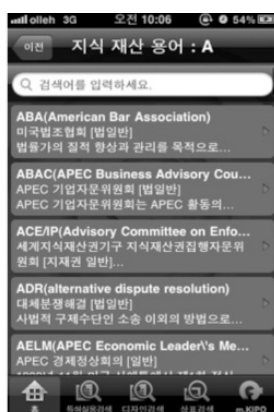 olleh 3G 오전 10:06 54%
이전 지식 재산 용어 : A
검색어를 입력하세요.
ABA(American Bar Association)
미국법조협회 [법일반]
법률가의 질적 향상과 관리를 목적으로...
ABAC(APEC Business Advisory Cou...
APEC 기업자문위원회 [법일반]
APEC 기업자문위원회는 APEC 활동의...
ACE/IP(Advisory Committee on Enfo...
세계지식재산권기구 지식재산권집행자문위
원회 [지재권 일반]...
ADR(alternative dispute resolution)
대체분쟁해결 [법일반]
사법적 구제수단인 소송 이외의 방법으로...
AELM(APEC Economic Leader\'s Me...
APEC 경제정상회의 [일반]
홈 특허실용검색 디자인검색 상표검색 m.KIPO